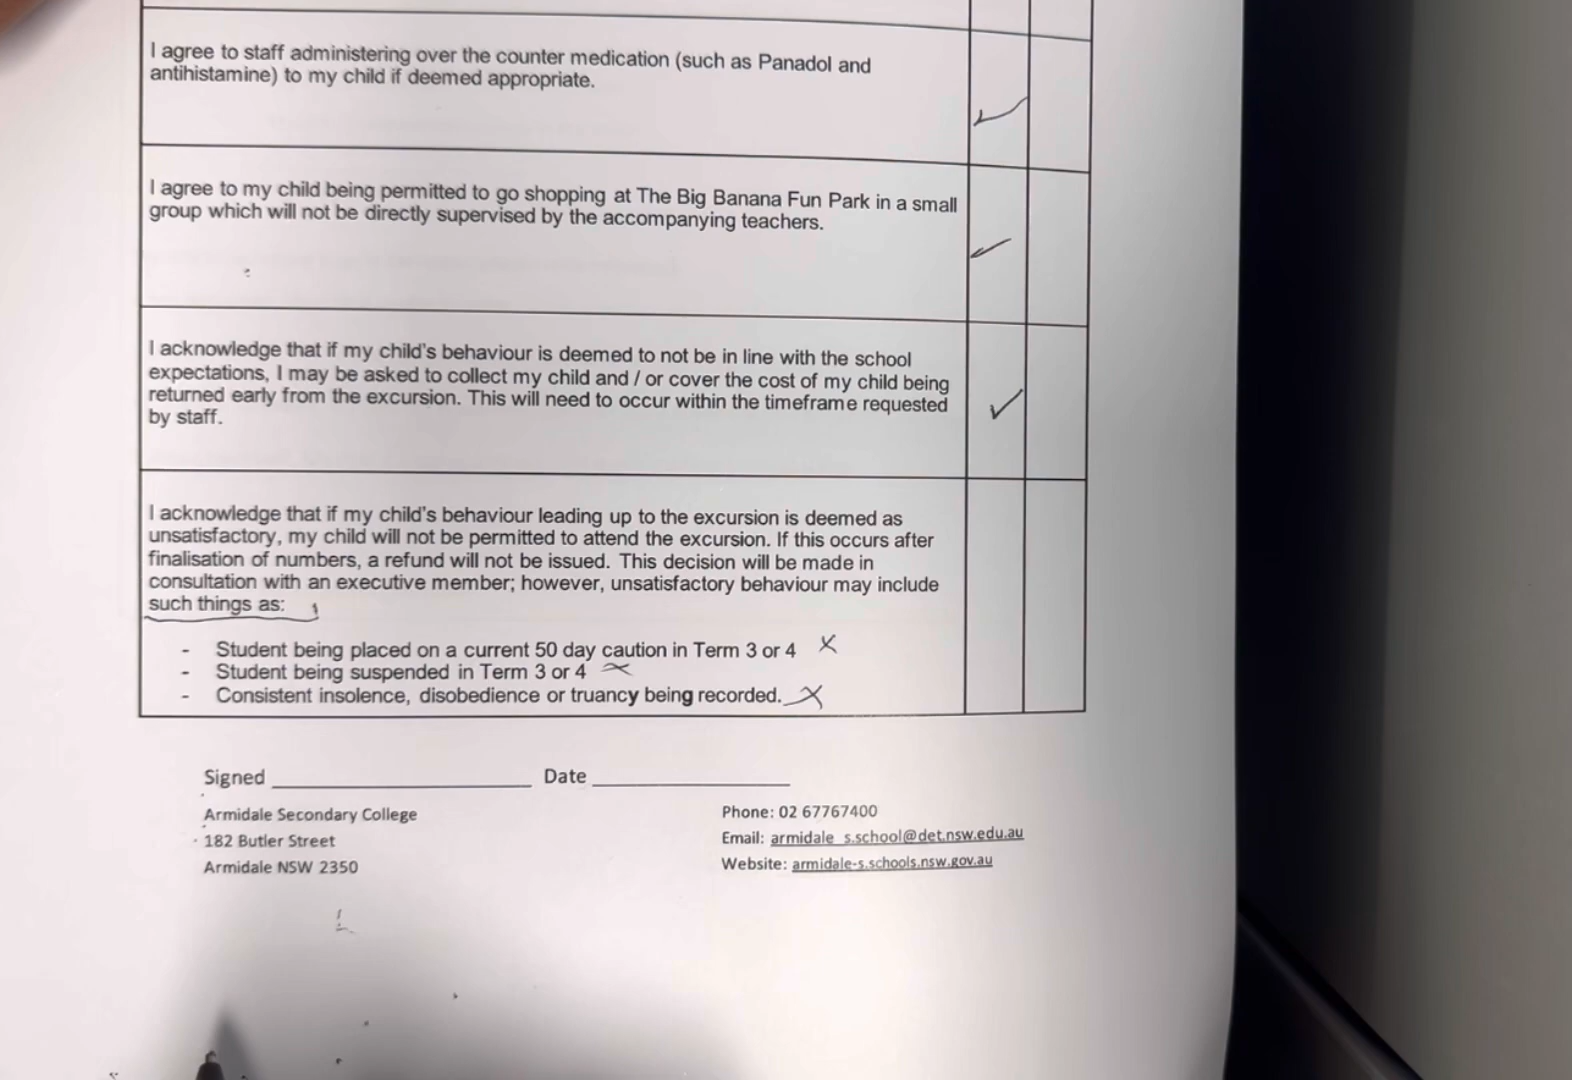 I agree to staff administering over the counter medication (such as Panadol and
antihistamine) to my child if deemed appropriate.
I agree to my child being permitted to go shopping at The Big Banana Fun Park in a small
group which will not be directly supervised by the accompanying teachers.
I acknowledge that if my child's behaviour is deemed to not be in line with the school
expectations, I may be asked to collect my child and / or cover the cost of my child being
returned early from the excursion. This will need to occur within the timeframe requested
by staff.
I acknowledge that if my child's behaviour leading up to the excursion is deemed as
unsatisfactory, my child will not be permitted to attend the excursion. If this occurs after
finalisation of numbers, a refund will not be issued. This decision will be made in
consultation with an executive member; however, unsatisfactory behaviour may include
such things as:
- Student being placed on a current 50 day caution in Term 3 or 4
- Student being suspended in Term 3 or 4
- Consistent insolence, disobedience or truancy being recorded.
Signed Date
Armidale Secondary College
182 Butler Street
Armidale NSW 2350
Phone: 02 67767400
Email: armidale_s.school@det.nsw.edu.au
Website: armidale-s.schools.nsw.gov.au